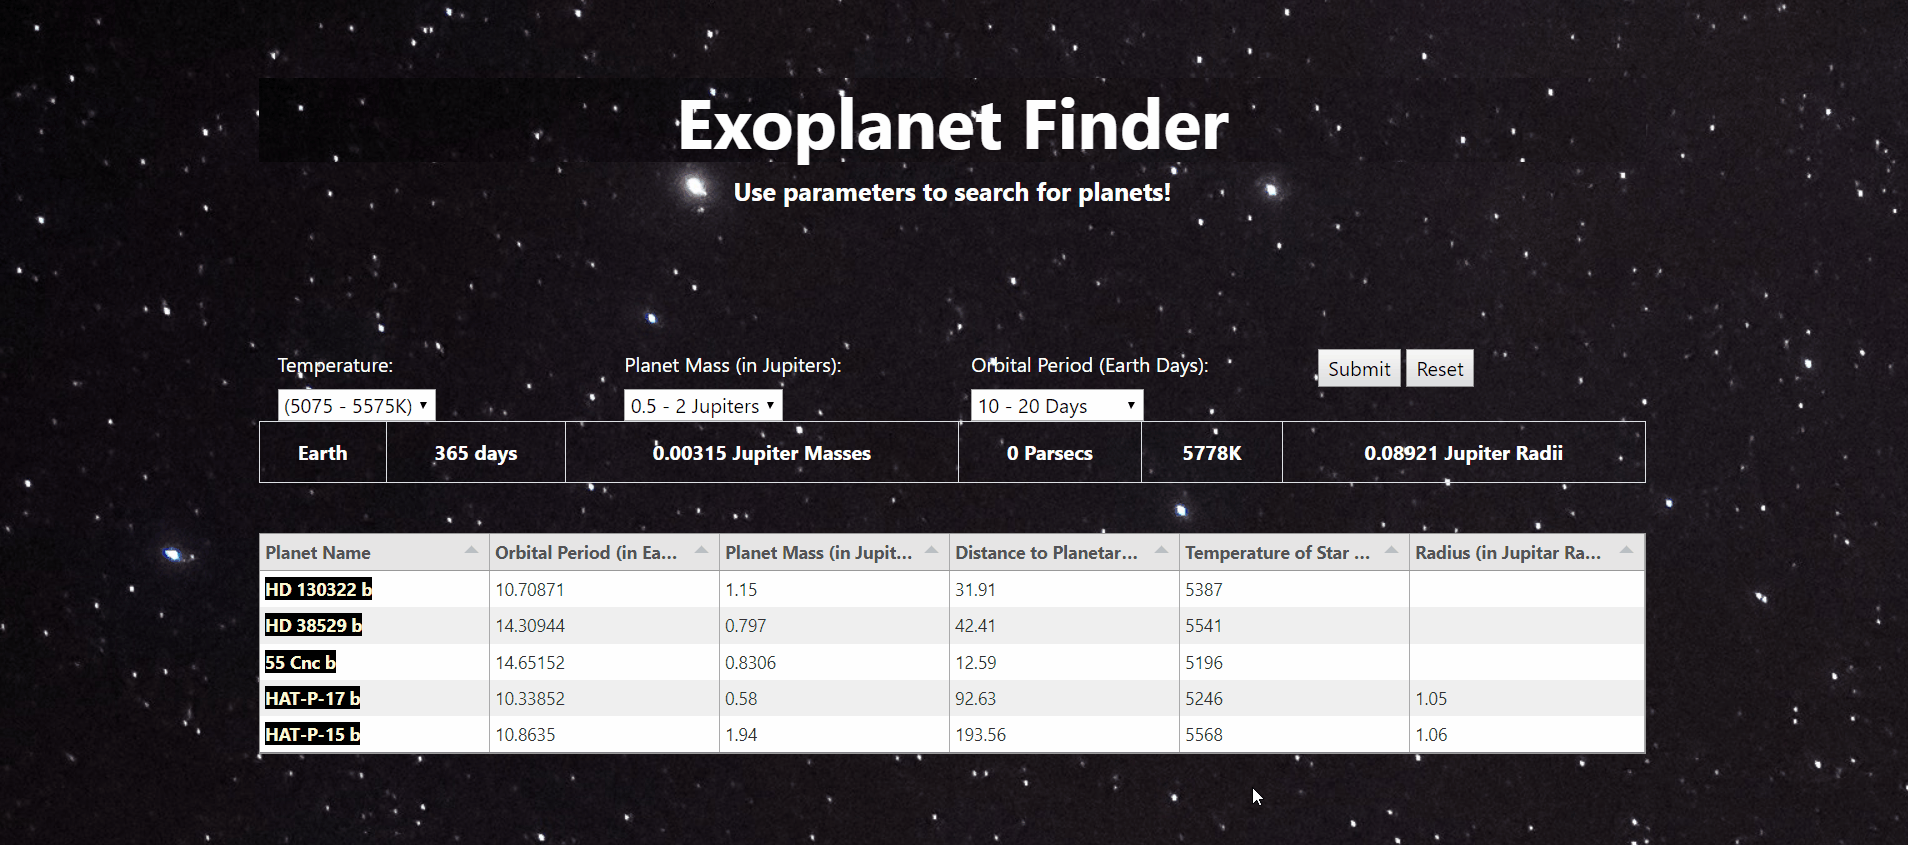 Exoplanet Finder
Use parameters to search for planets!
Temperature: Planet Mass (in Jupiters): Orbital Period (Earth Days): Submit Reset
(5075 - 5575K) 0.5 - 2 Jupiters 10 - 20 Days
Earth 365 days 0.00315 Jupiter Masses 0 Parsecs 5778K 0.08921 Jupiter Radii
Planet Name Orbital Period (in Ea... Planet Mass (in Jupit... Distance to Planetar... Temperature of Star ... Radius (in Jupitar Ra...
HD 130322 b 10.70871 1.15 31.91 5387
HD 38529 b 14.30944 0.797 42.41 5541
55 Cnc b 14.65152 0.8306 12.59 5196
HAT-P-17 b 10.33852 0.58 92.63 5246 1.05
HAT-P-15 b 10.8635 1.94 193.56 5568 1.06